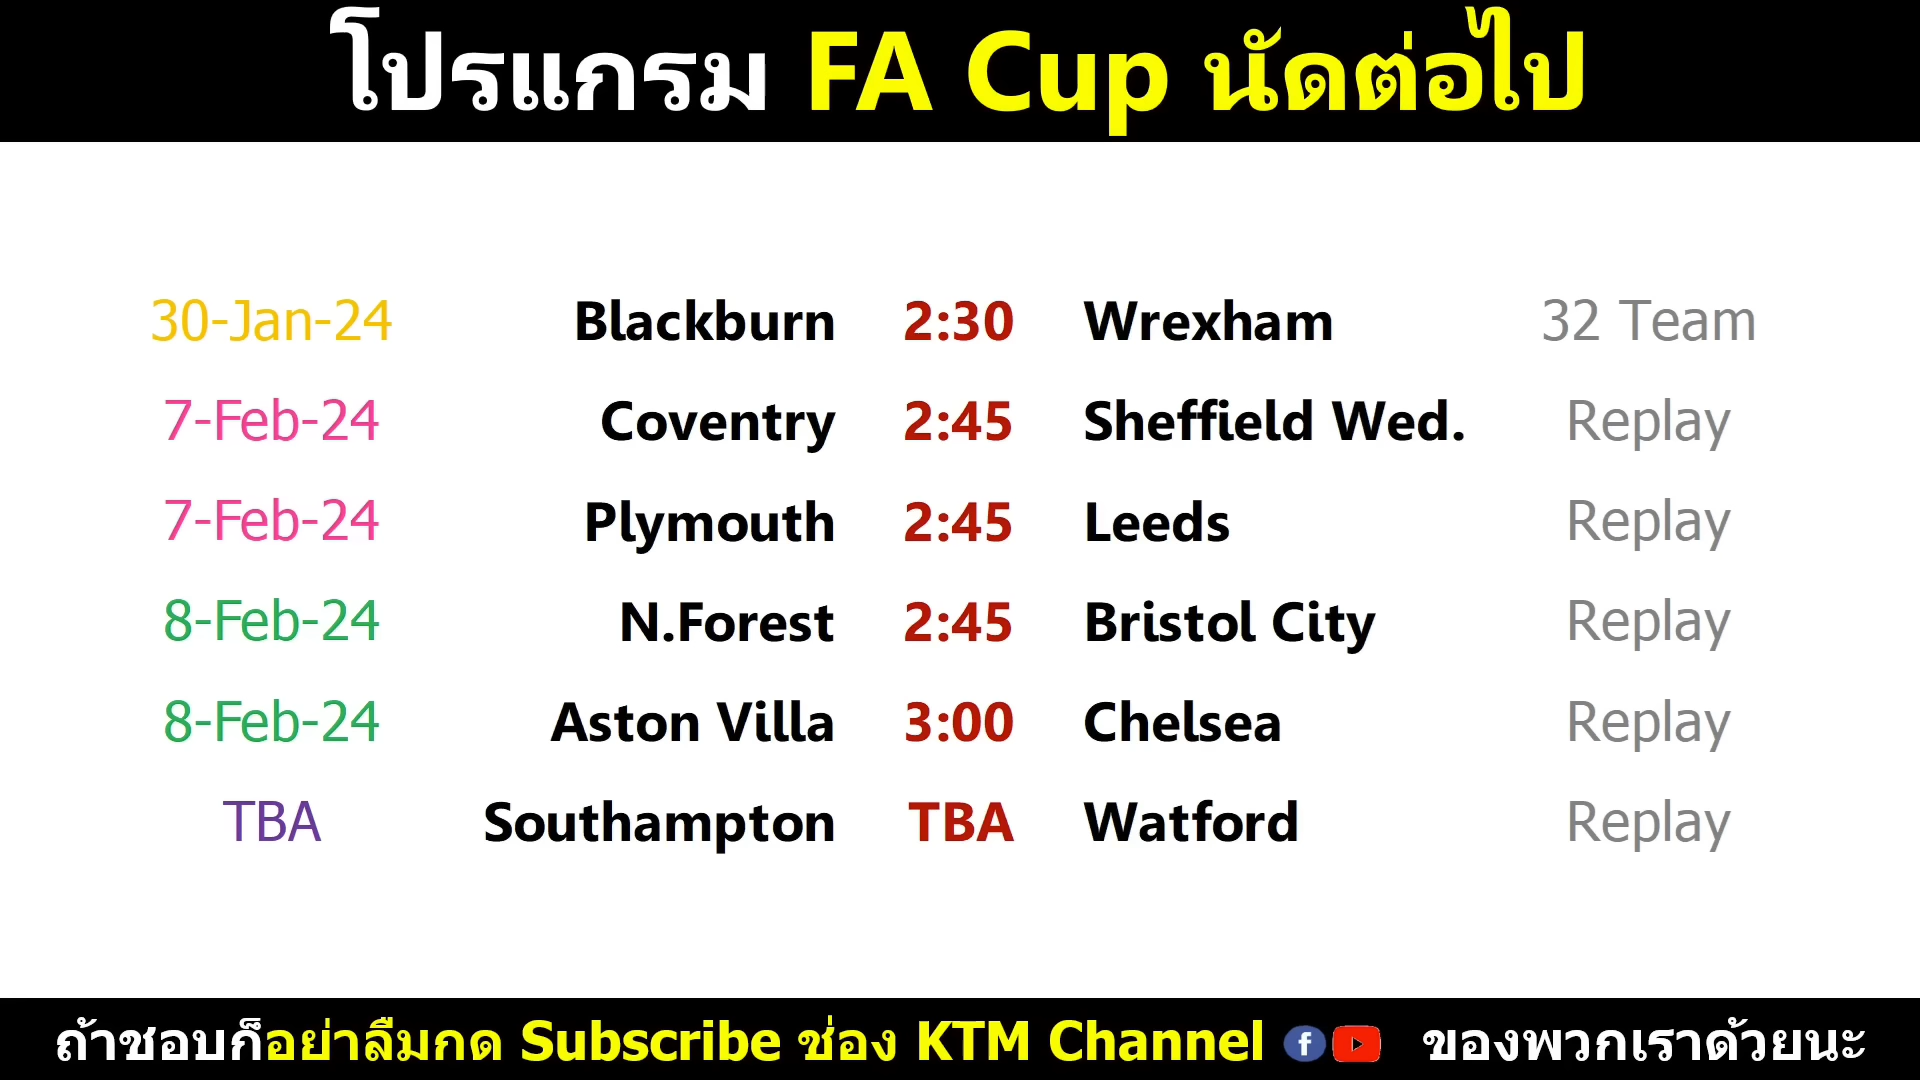 โปรแกรม FA Cup นัดต่อไป
30-Jan-24 Blackburn 2:30 Wrexham 32 Team
7-Feb-24 Coventry 2:45 Sheffield Wed. Replay
7-Feb-24 Plymouth 2:45 Leeds Replay
8-Feb-24 N.Forest 2:45 Bristol City Replay
8-Feb-24 Aston Villa 3:00 Chelsea Replay
TBA Southampton TBA Watford Replay
ถ้าชอบก็อย่าลืมกด Subscribe ช่อง KTM Channel f ของพวกเราด้วยนะ